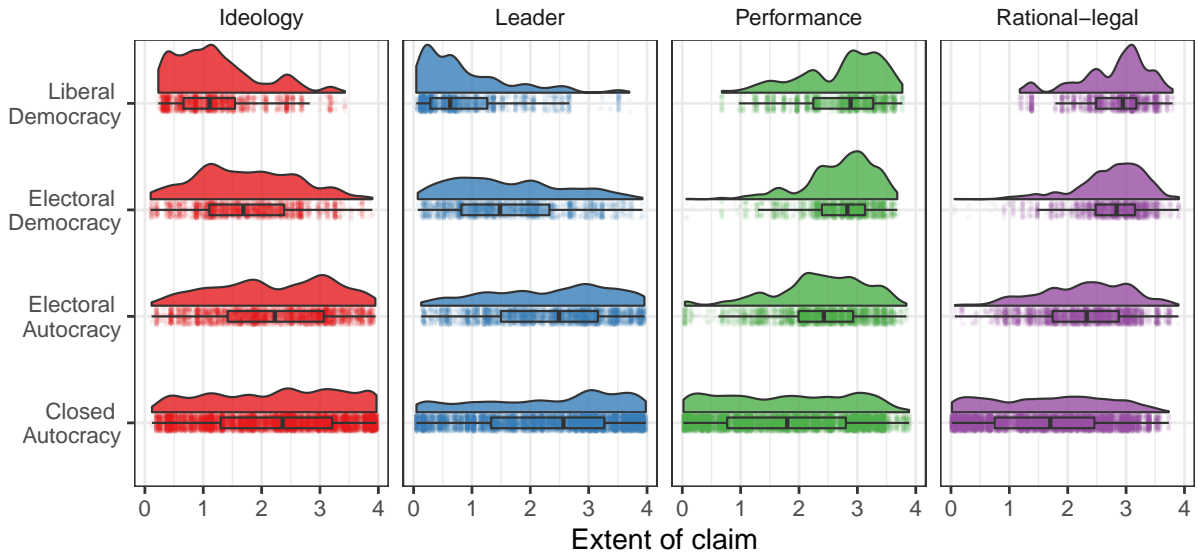 Ideology Leader Performance Rational−legal
Liberal
Democracy
Electoral
Democracy
Electoral
Autocracy
Closed
Autocracy
0 1 2 3 4 0 1 2 3 4 0 1 2 3 4 0 1 2 3 4
Extent of claim